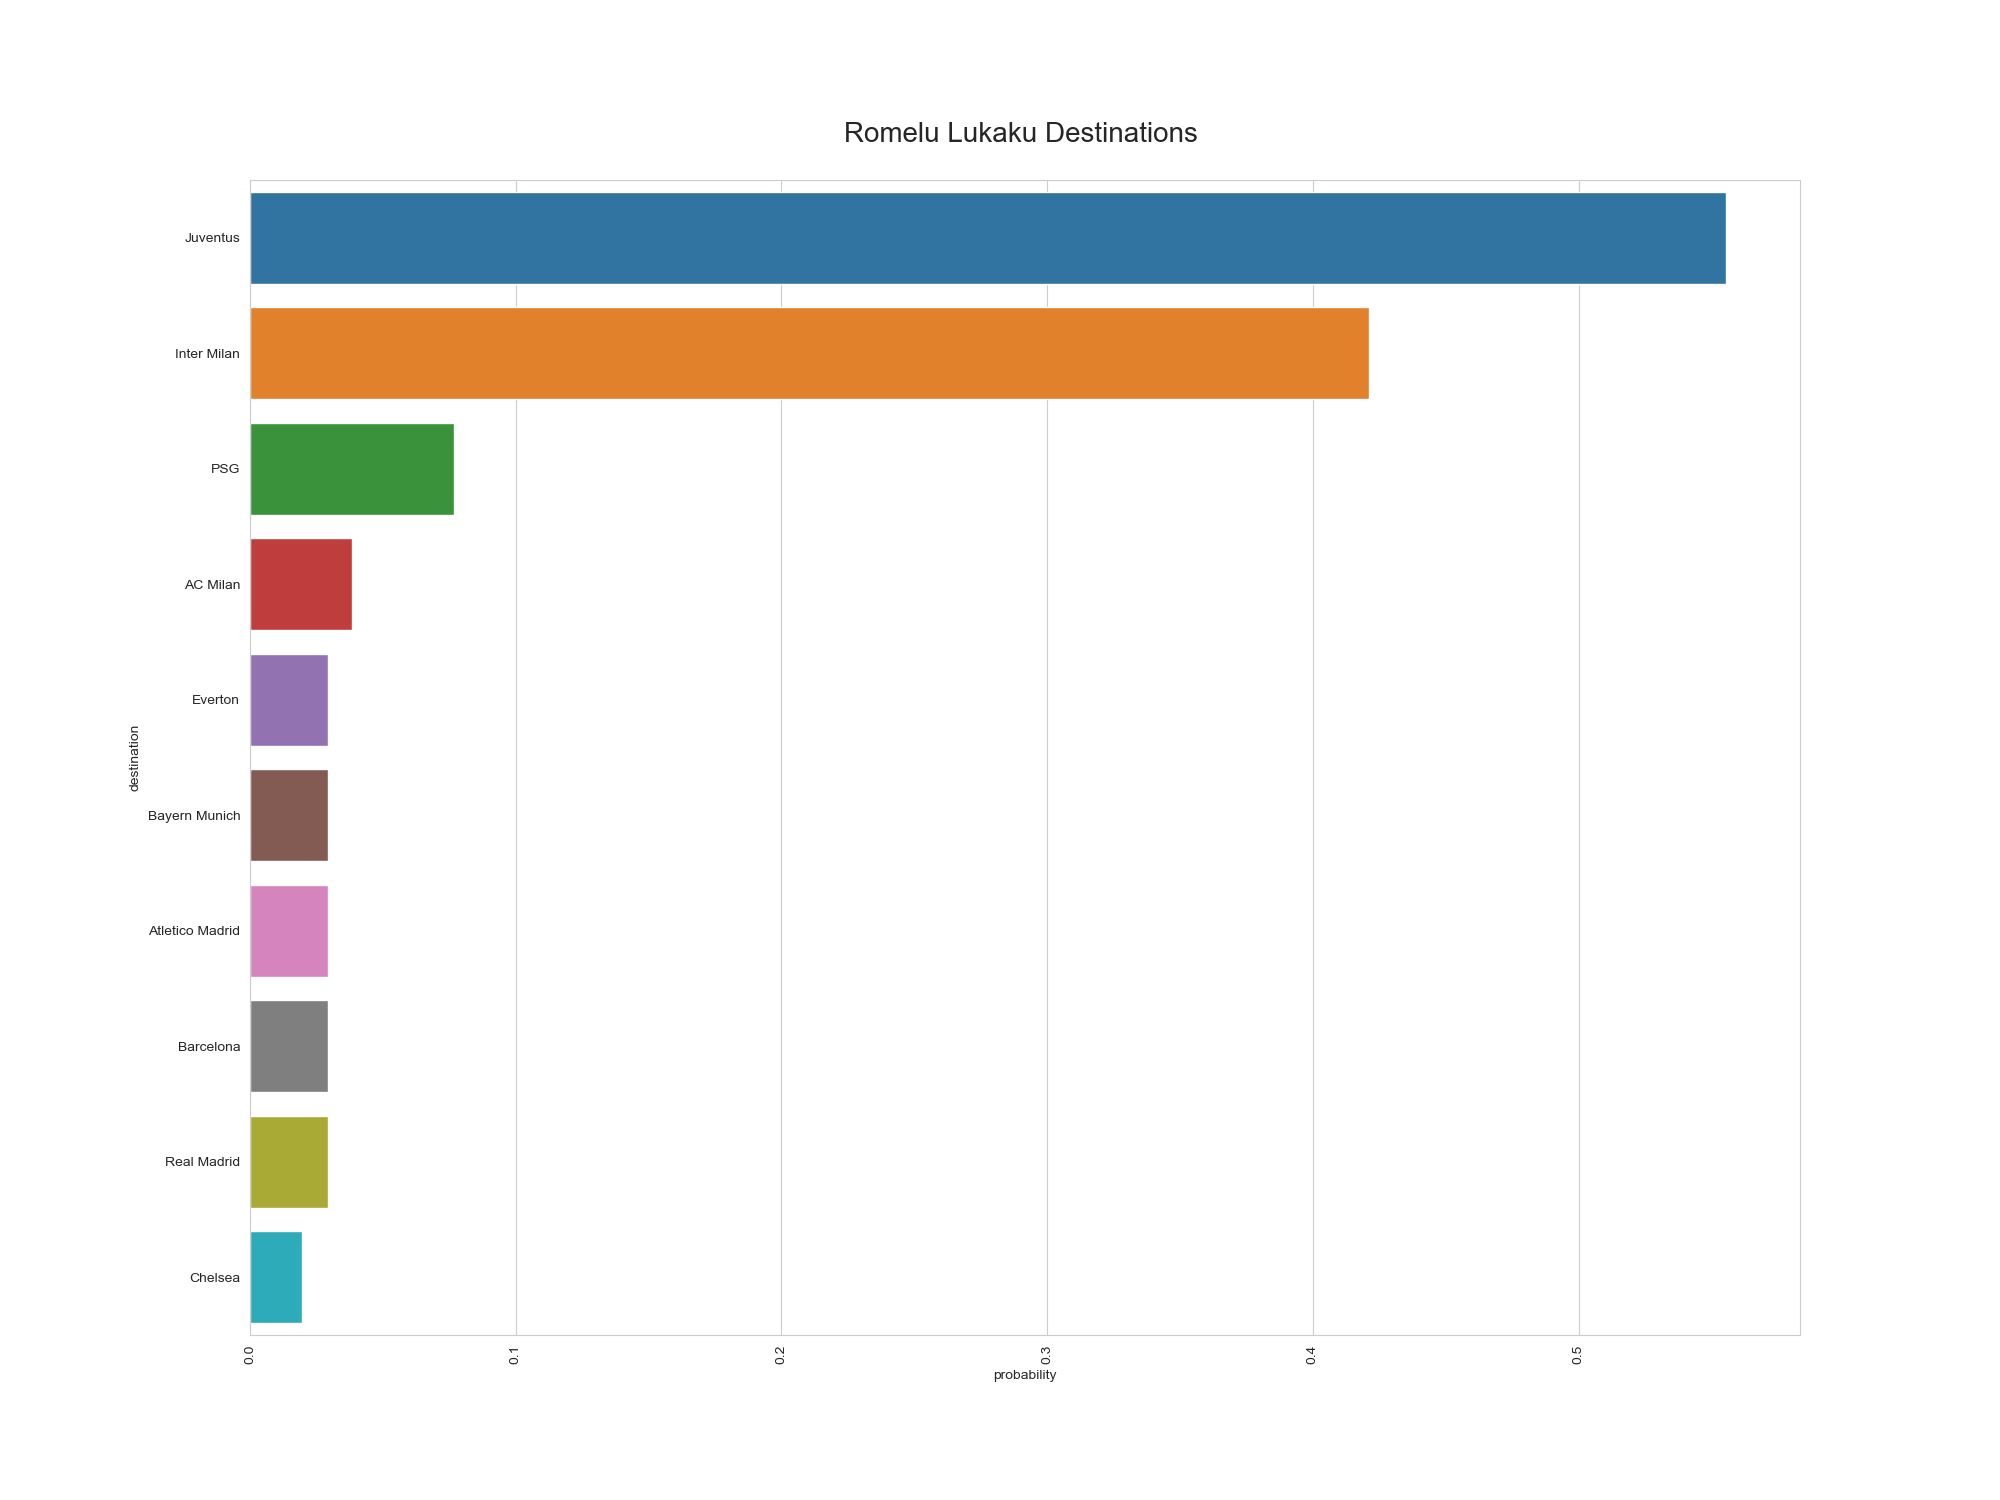 Romelu Lukaku Destinations
Juventus
Inter Milan
PSG
AC Milan
Everton
destination
Bayern Munich
Atletico Madrid
Barcelona
Real Madrid
Chelsea
0.0 0.1 0.2 0.3 0.4 0.5
probability